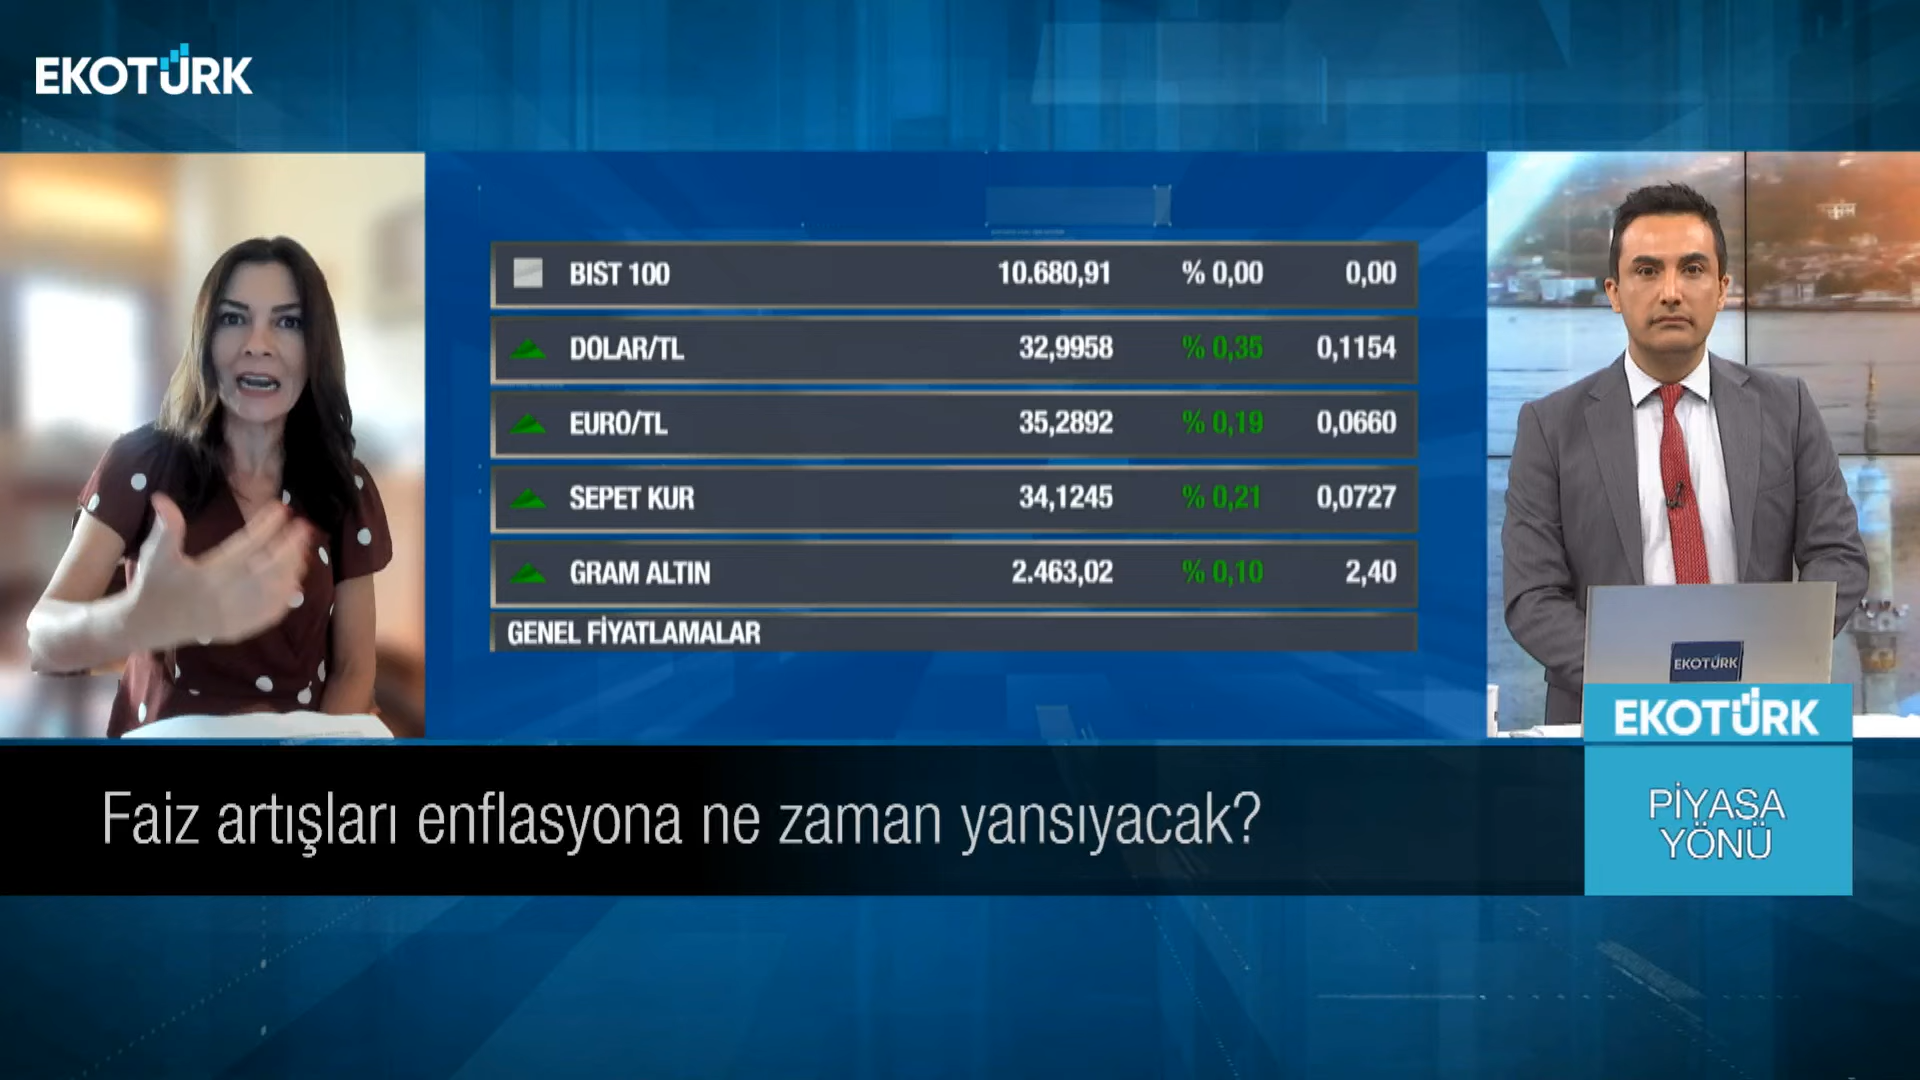 EKOTÜRK
BIST 100 10.680,91 % 0,00 0,00
DOLAR/TL 32,9958 % 0,35 0,1154
EURO/TL 35,2892 % 0,19 0,0660
SEPET KUR 34,1245 % 0,21 0,0727
GRAM ALTIN 2.463,02 % 0,10 2,40
GENEL FİYATLAMALAR
EKOTÜRK
EKOTÜRK
Faiz artışları enflasyona ne zaman yansıyacak?
PİYASA
YÖNÜ